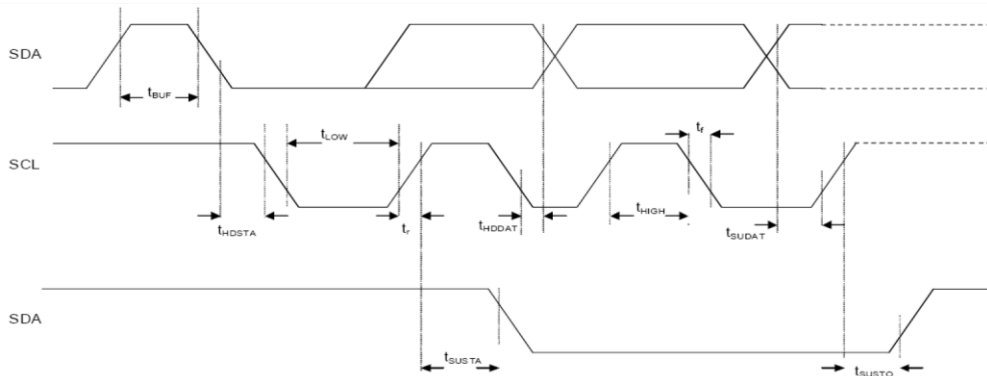 SDA
tBUF
tLOW
tf
SCL
tHDSTA
tr
tHDDAT
tHIGH
tSUDAT
SDA
tSUSTA
tSUSTO